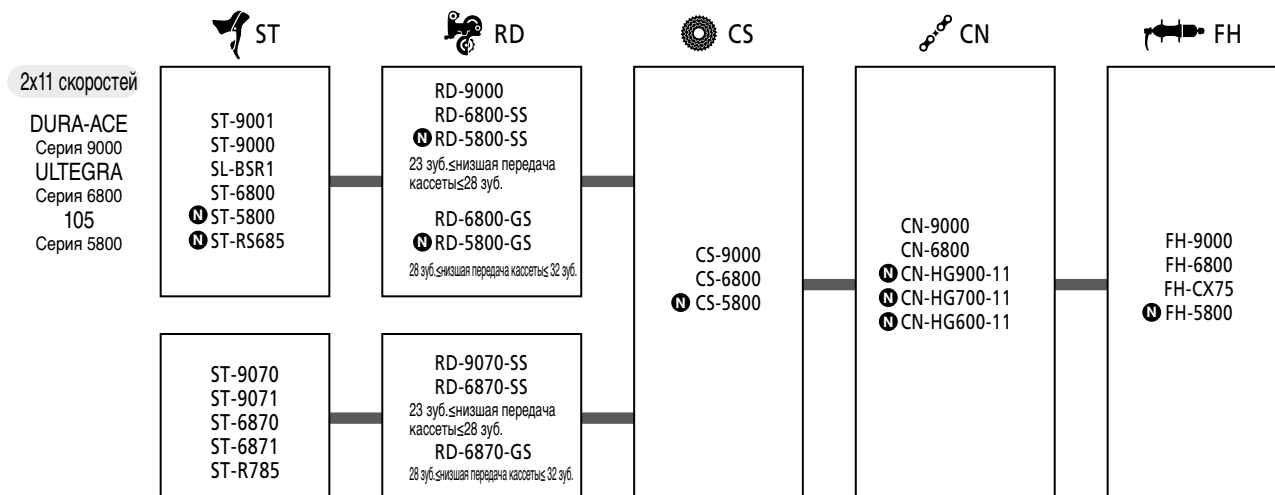 ST
RD
CS
CN
FH
2x11 скоростей
DURA-ACE
Серия 9000
ULTEGRA
Серия 6800
105
Серия 5800
ST-9001
ST-9000
SL-BSR1
ST-6800
N ST-5800
N ST-RS685
RD-9000
RD-6800-SS
N RD-5800-SS
23 зуб.≤низшая передача
кассеты≤28 зуб.
RD-6800-GS
N RD-5800-GS
28 зуб.≤низшая передача кассеты≤ 32 зуб.
ST-9070
ST-9071
ST-6870
ST-6871
ST-R785
RD-9070-SS
RD-6870-SS
23 зуб.≤низшая передача
кассеты≤28 зуб.
RD-6870-GS
28 зуб.≤низшая передача кассеты≤ 32 зуб.
CS-9000
CS-6800
N CS-5800
CN-9000
CN-6800
N CN-HG900-11
N CN-HG700-11
N CN-HG600-11
FH-9000
FH-6800
FH-CX75
N FH-5800